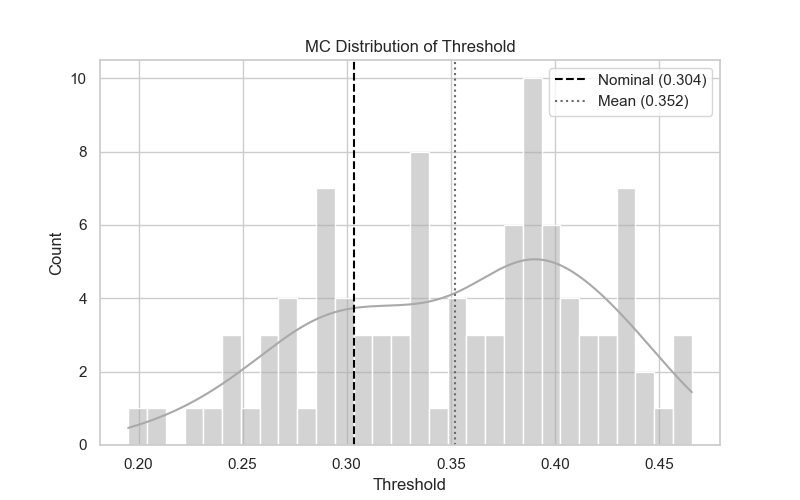 MC Distribution of Threshold
Nominal (0.304)
Mean (0.352)
Count
10
8
6
4
2
0
0.20 0.25 0.30 0.35 0.40 0.45
Threshold